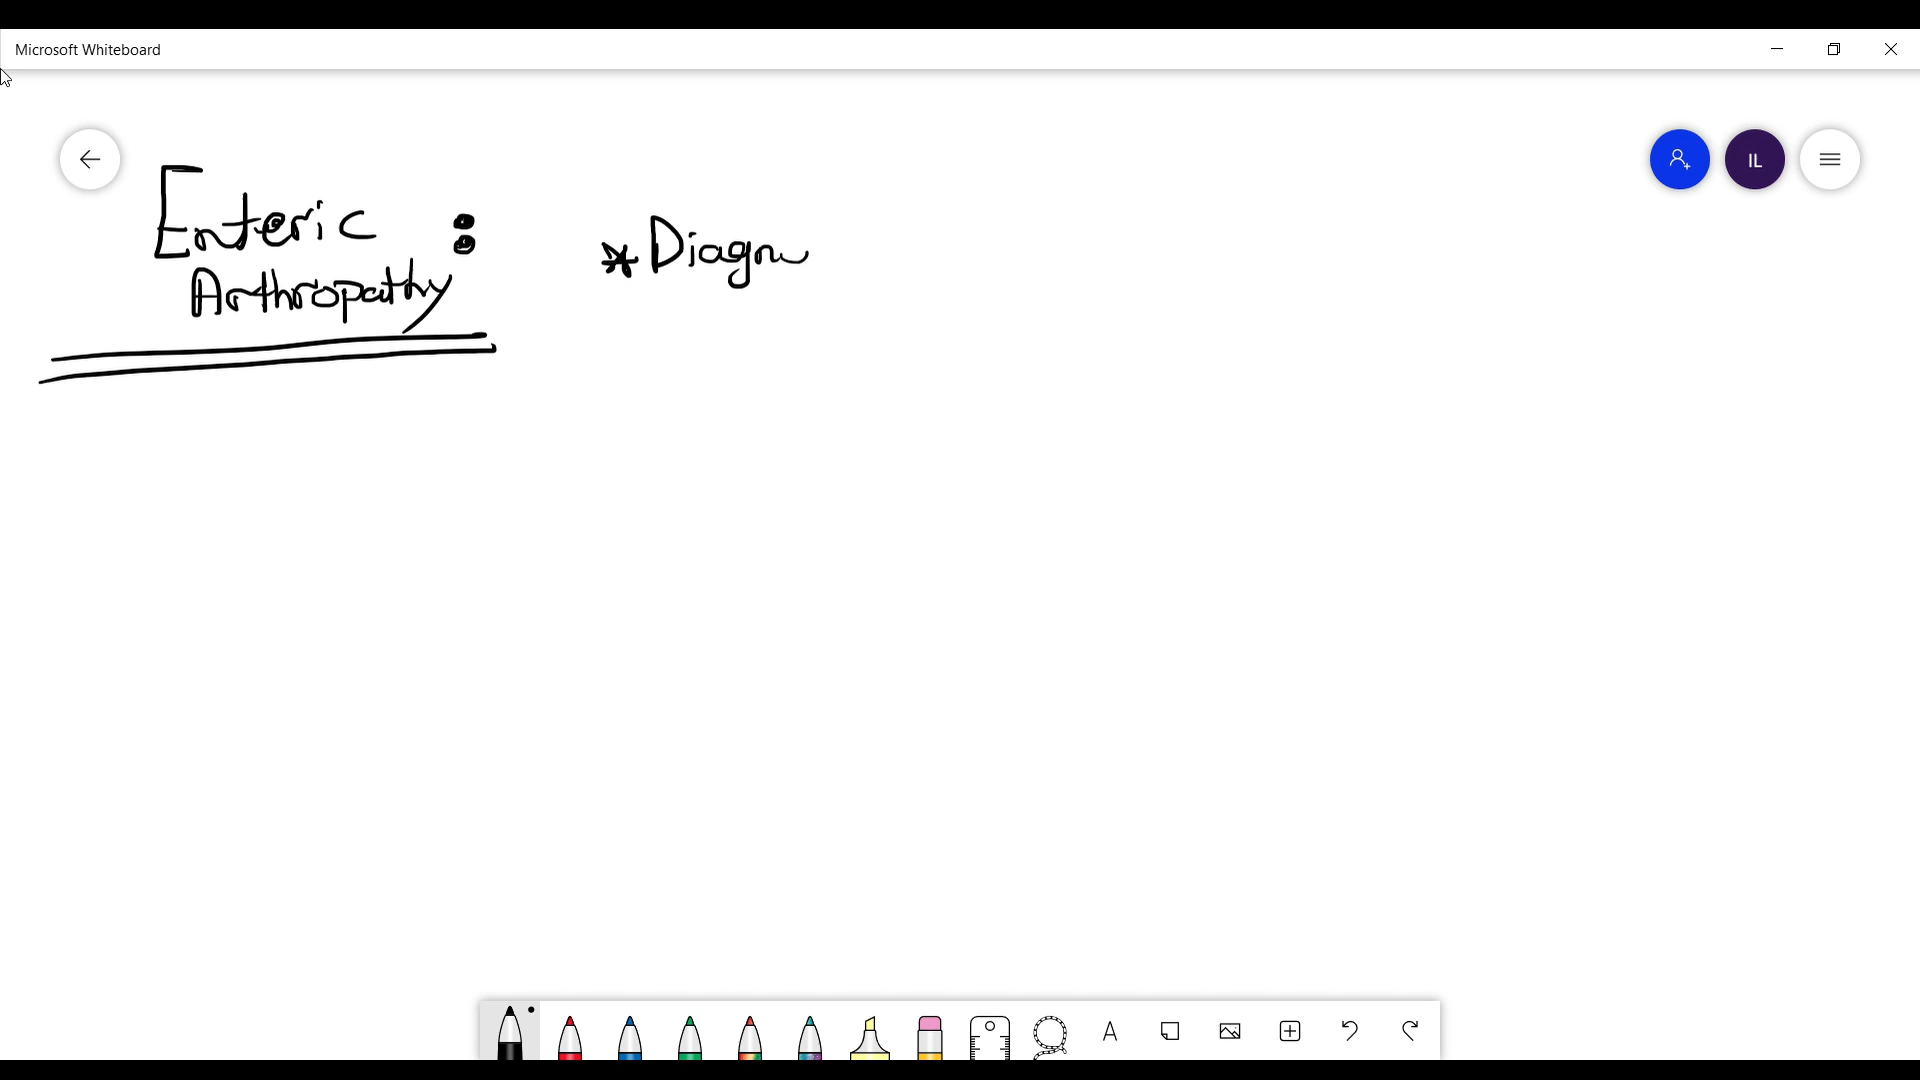 Microsoft Whiteboard
IL
Enteric :
Arthropathy
* Diagn
A